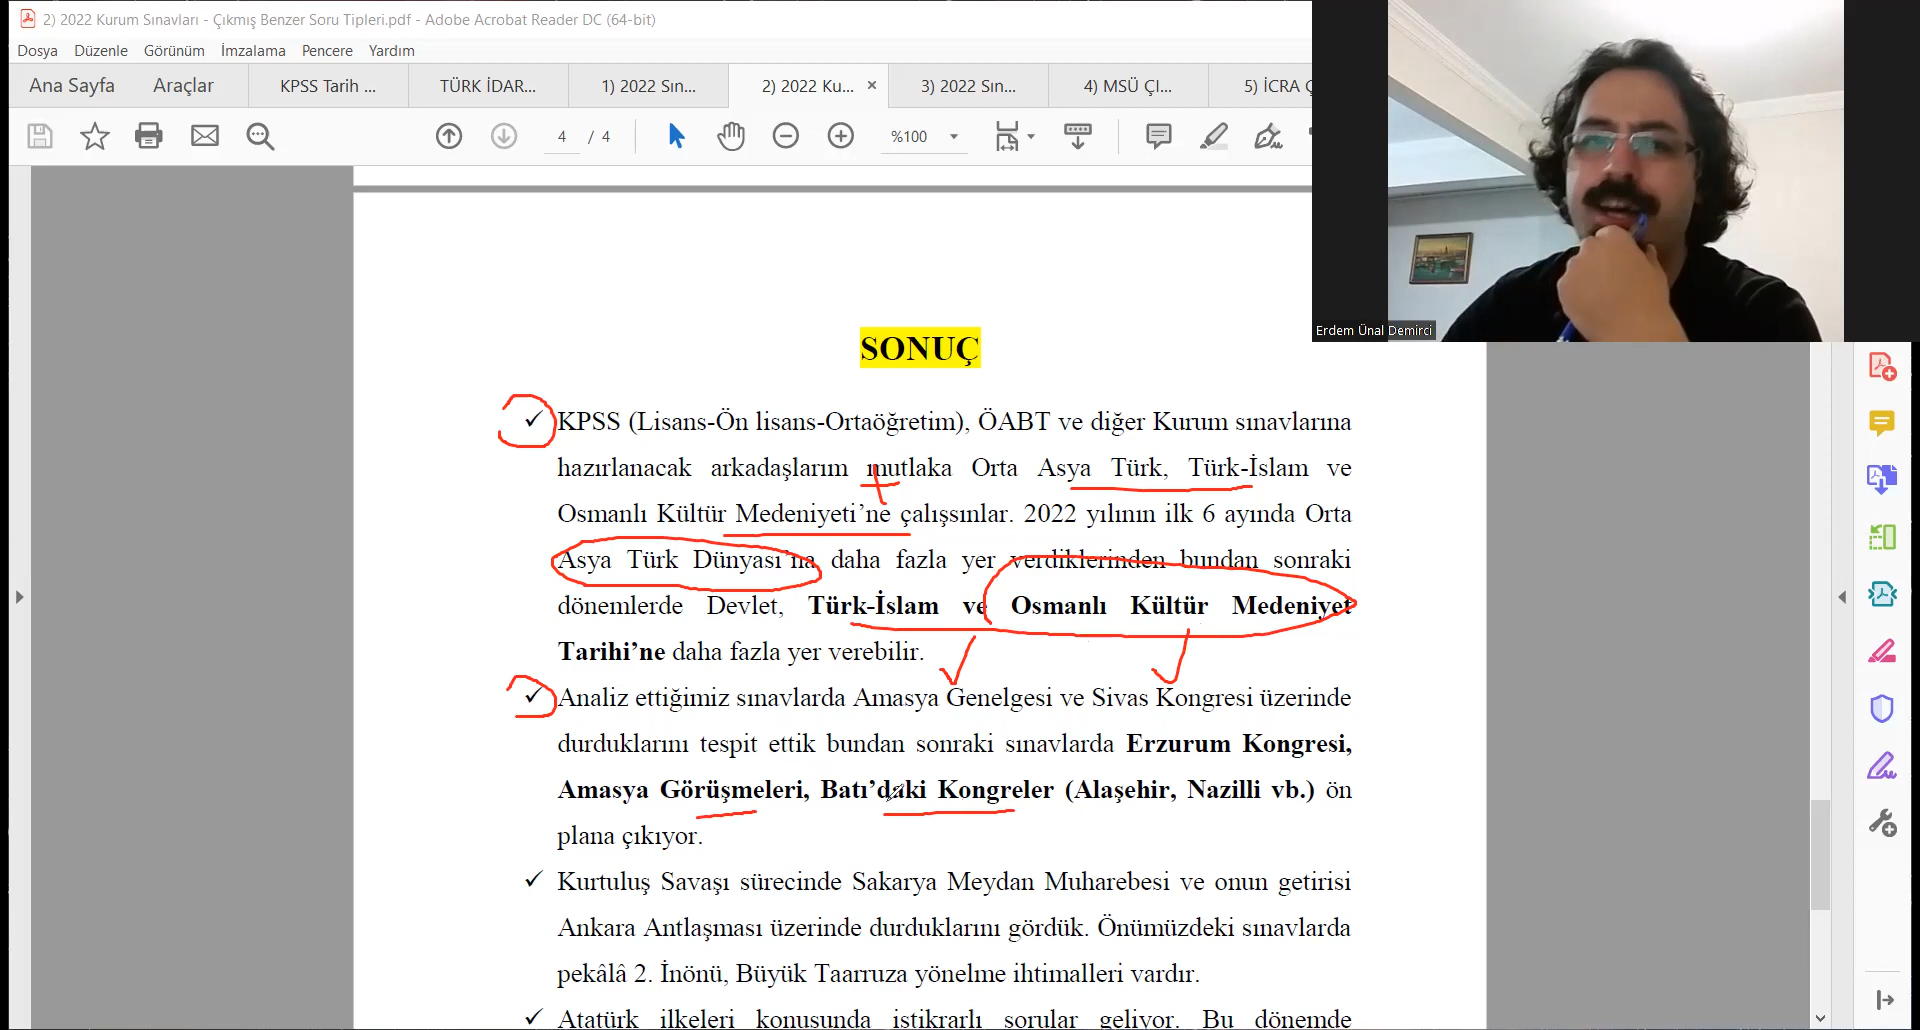 2) 2022 Kurum Sınavları - Çıkmış Benzer Soru Tipleri.pdf - Adobe Acrobat Reader DC (64-bit)
Dosya Düzenle Görünüm İmzalama Pencere Yardım
Ana Sayfa Araçlar KPSS Tarih ... TÜRK İDAR... 1) 2022 Sın... 2) 2022 Ku... × 3) 2022 Sın... 4) MSÜ ÇI... 5) İCRA Ç
4 / 4 %100
Erdem Ünal Demirci
SONUÇ
✓ KPSS (Lisans-Ön lisans-Ortaöğretim), ÖABT ve diğer Kurum sınavlarına
hazırlanacak arkadaşların mutlaka Orta Asya Türk, Türk-İslam ve
Osmanlı Kültür Medeniyeti’ne çalışsınlar. 2022 yılının ilk 6 ayında Orta
Asya Türk Dünyası’na daha fazla yer verdiklerinden bundan sonraki
dönemlerde Devlet, Türk-İslam ve Osmanlı Kültür Medeniyet
Tarihi’ne daha fazla yer verebilir.
✓ Analiz ettiğimiz sınavlarda Amasya Genelgesi ve Sivas Kongresi üzerinde
durduklarını tespit ettik bundan sonraki sınavlarda Erzurum Kongresi,
Amasya Görüşmeleri, Batı’daki Kongreler (Alaşehir, Nazilli vb.) ön
plana çıkıyor.
✓ Kurtuluş Savaşı sürecinde Sakarya Meydan Muharebesi ve onun getirisi
Ankara Antlaşması üzerinde durduklarını gördük. Önümüzdeki sınavlarda
pekâlâ 2. İnönü, Büyük Taarruza yönelme ihtimalleri vardır.
✓ Atatürk ilkeleri konusunda istikrarlı sorular geliyor. Bu dönemde